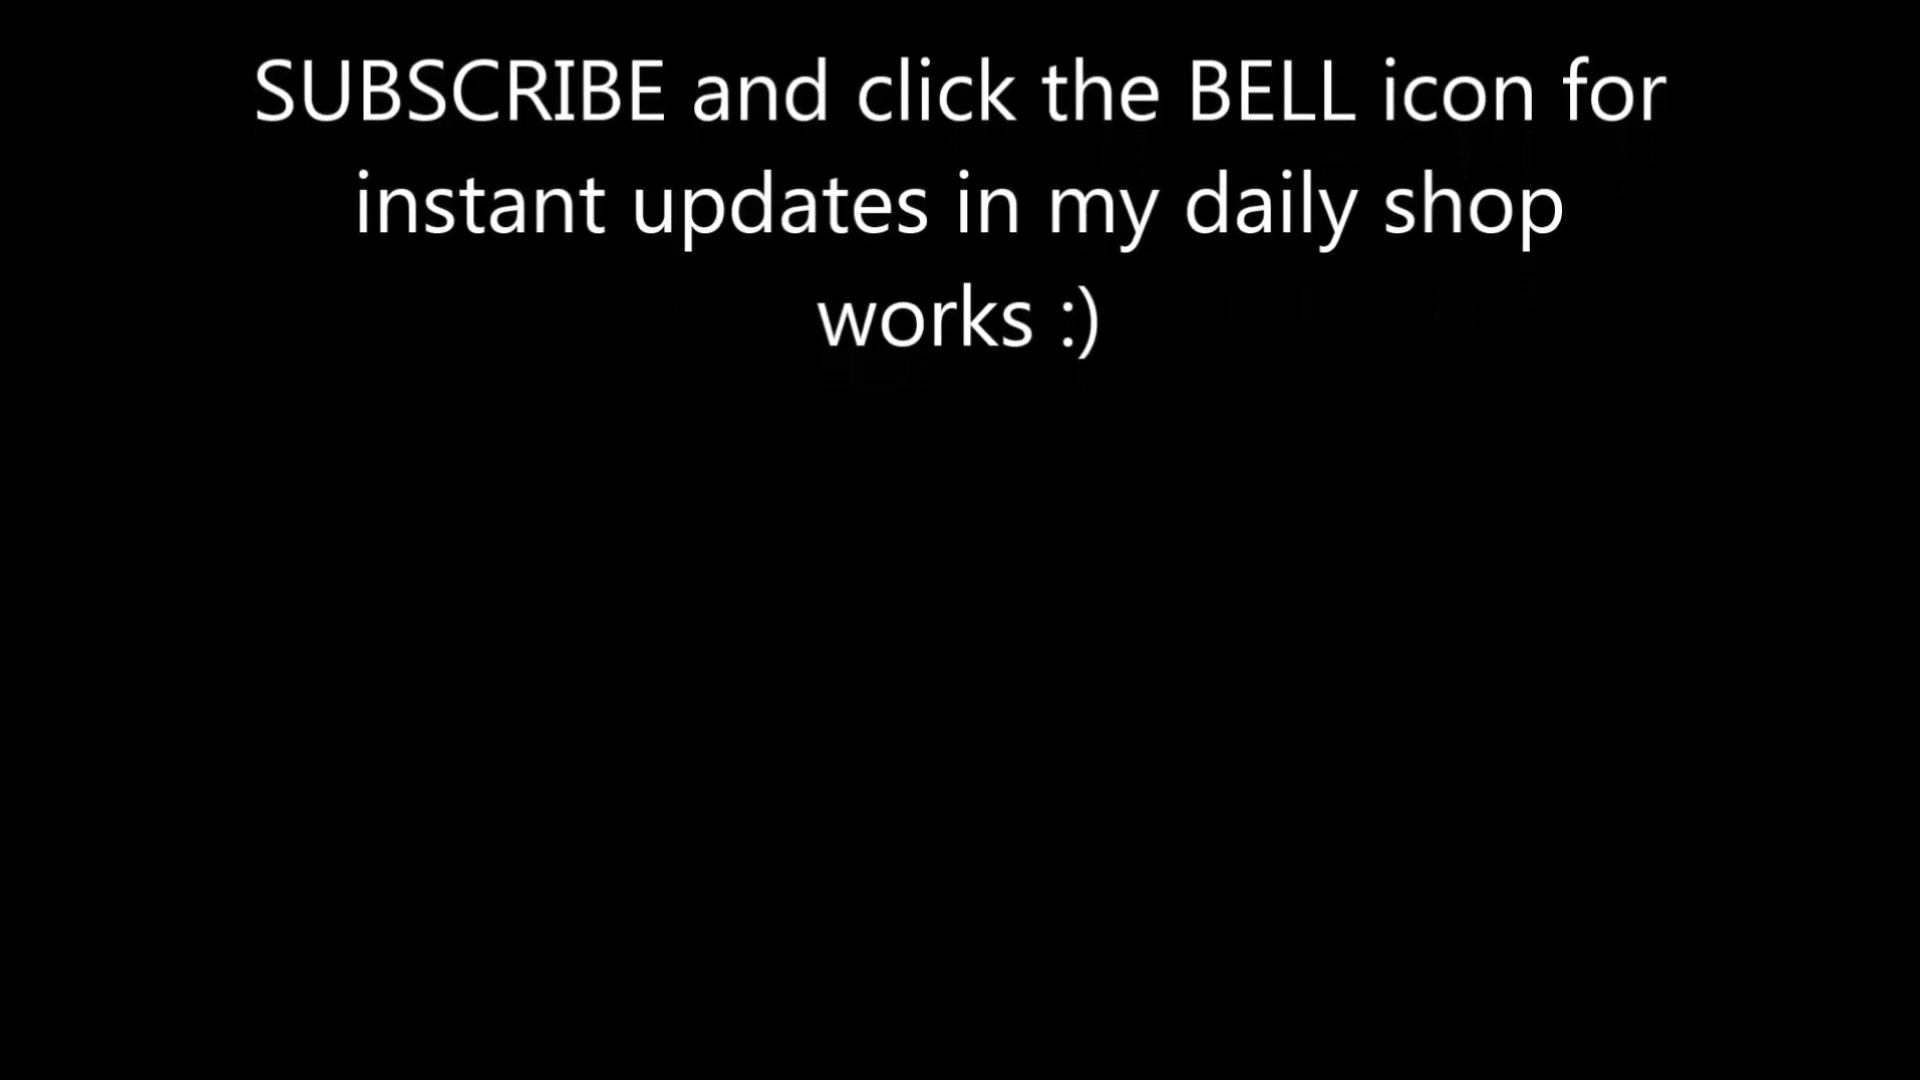 SUBSCRIBE and click the BELL icon for
instant updates in my daily shop
works :)